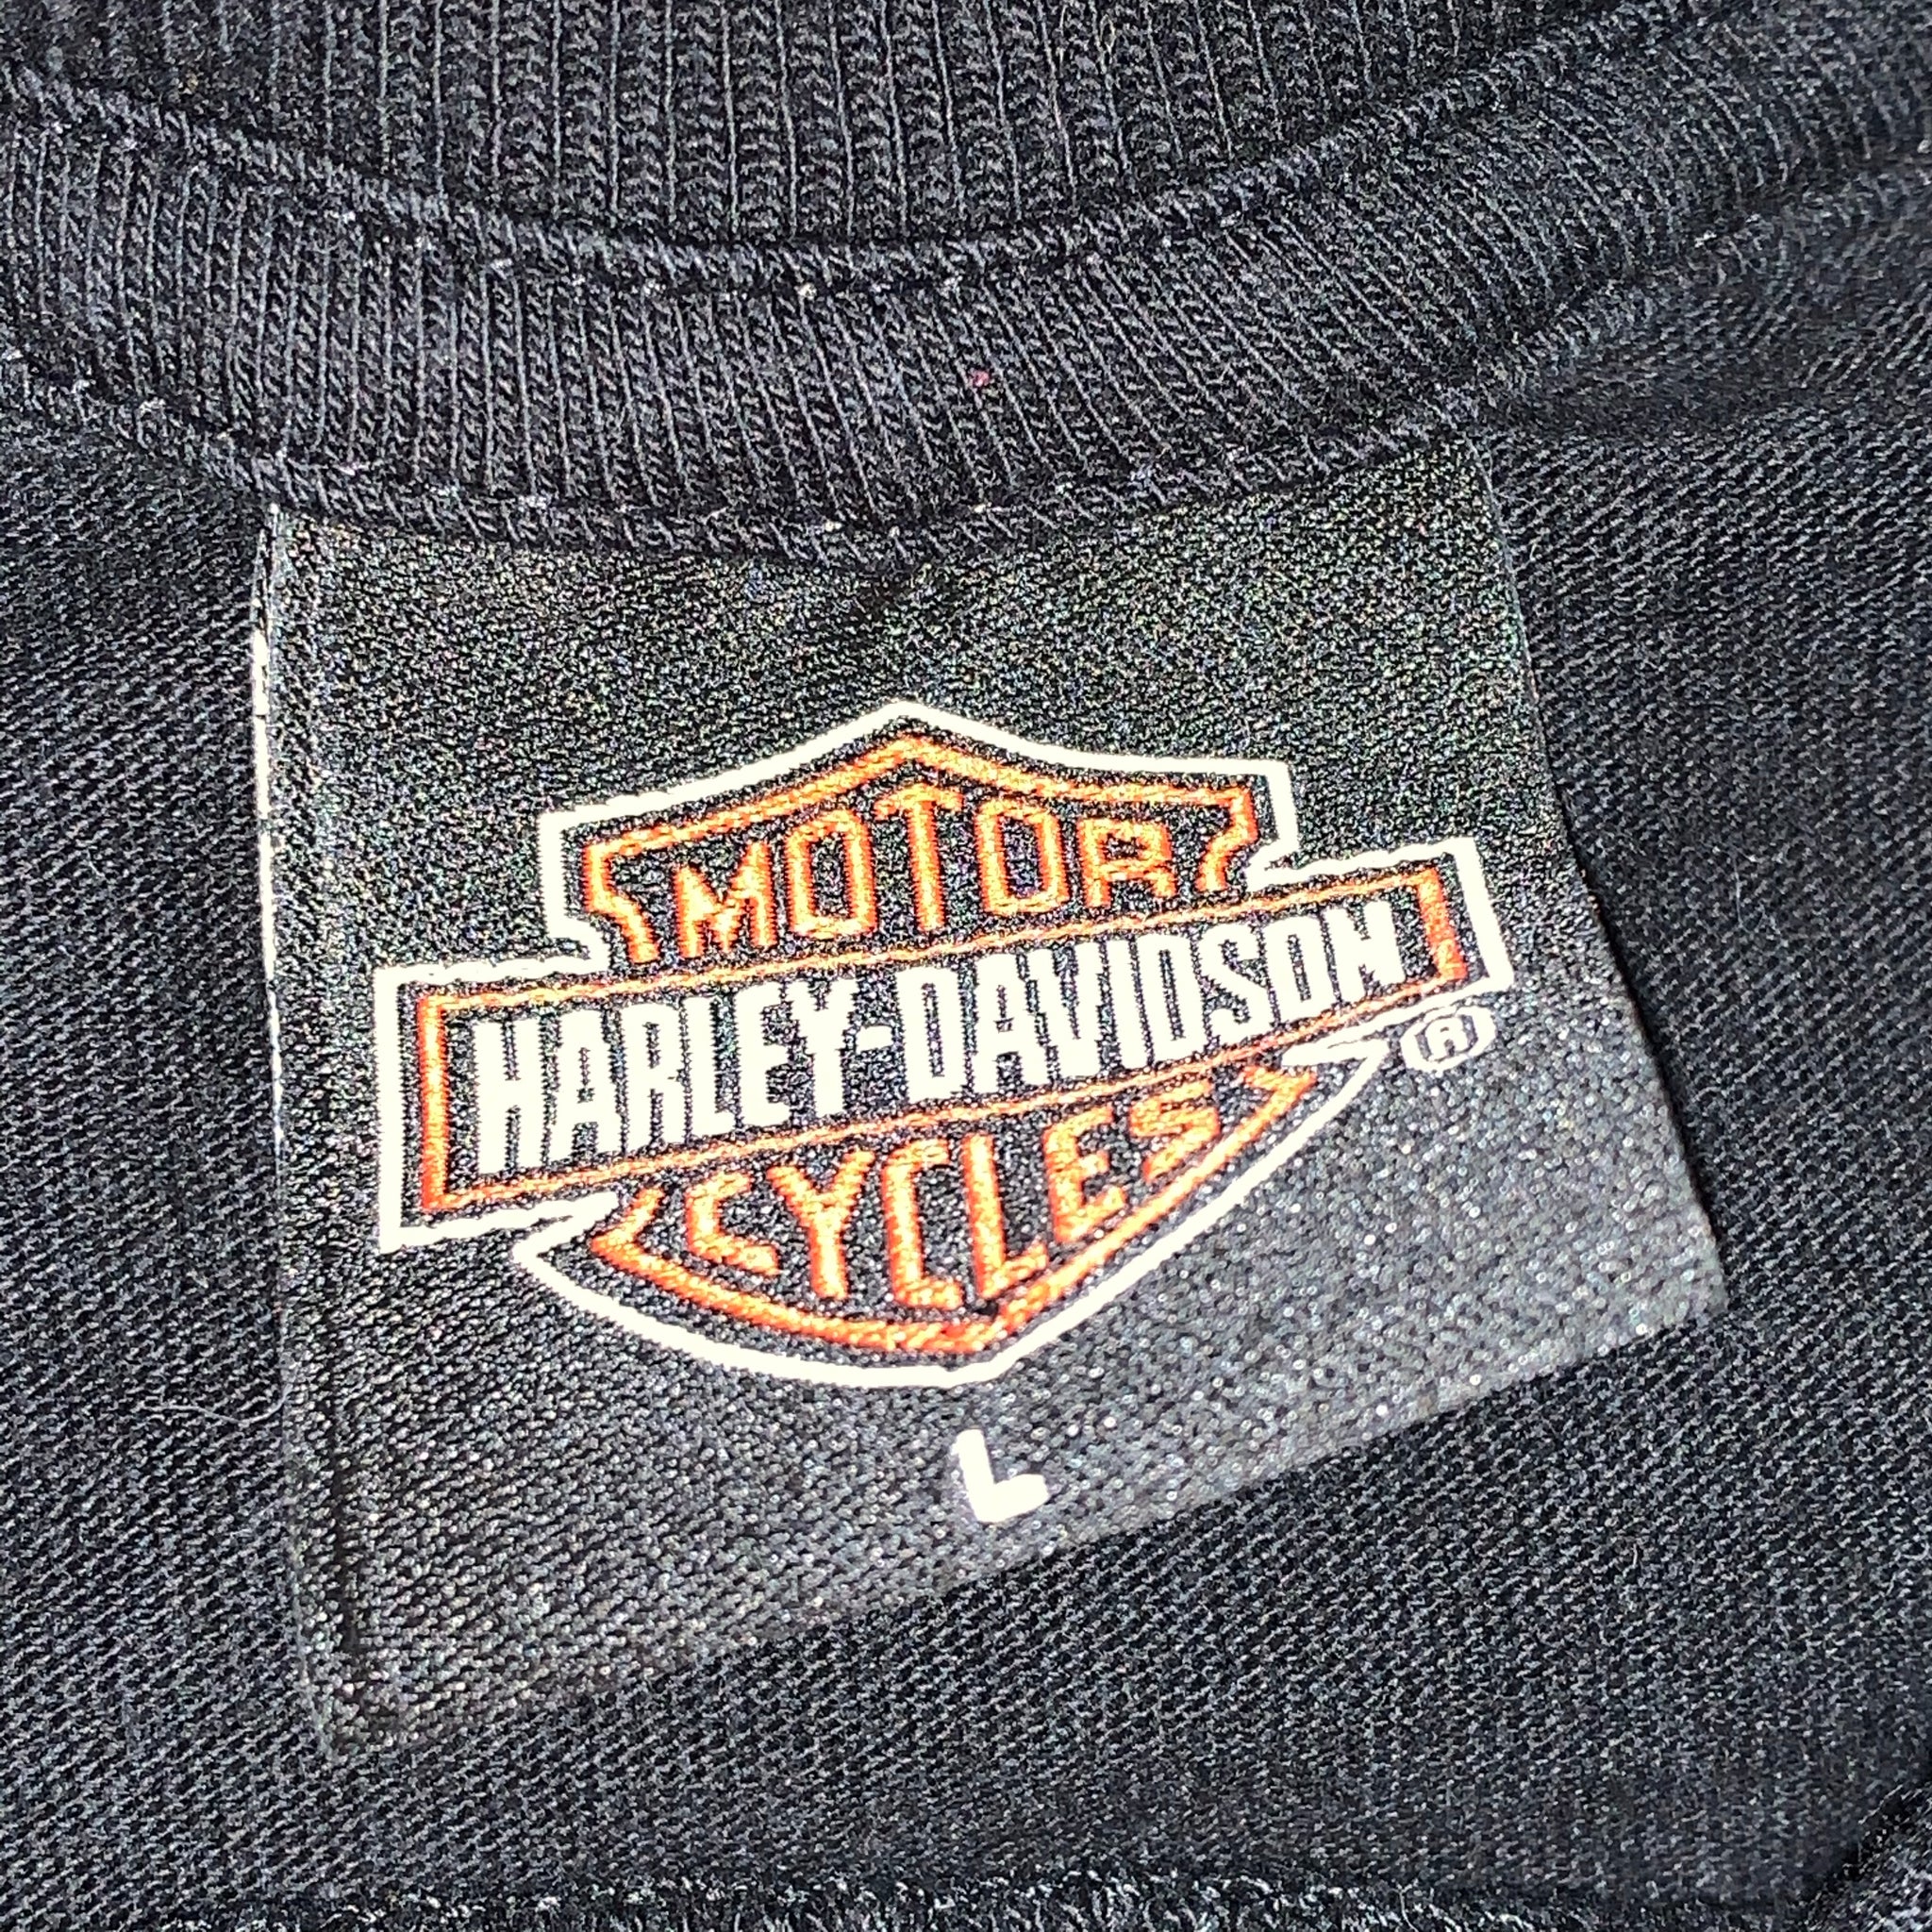 MOTOR
HARLEY-DAVIDSON
®
CYCLES
L